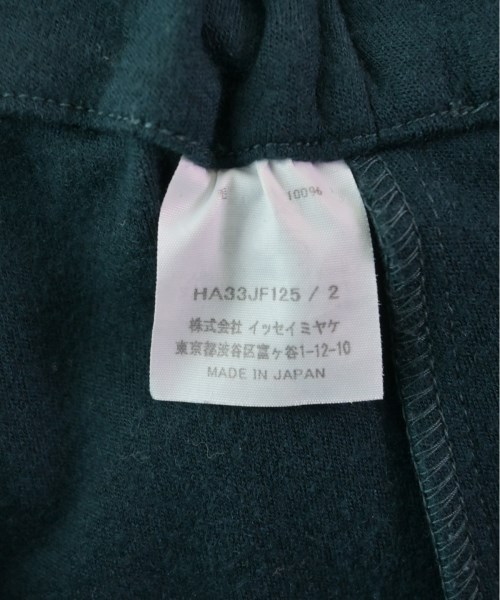 100%
HA33JF125 / 2
株式会社 イッセイミヤケ
東京都渋谷区富ヶ谷1-12-10
MADE IN JAPAN